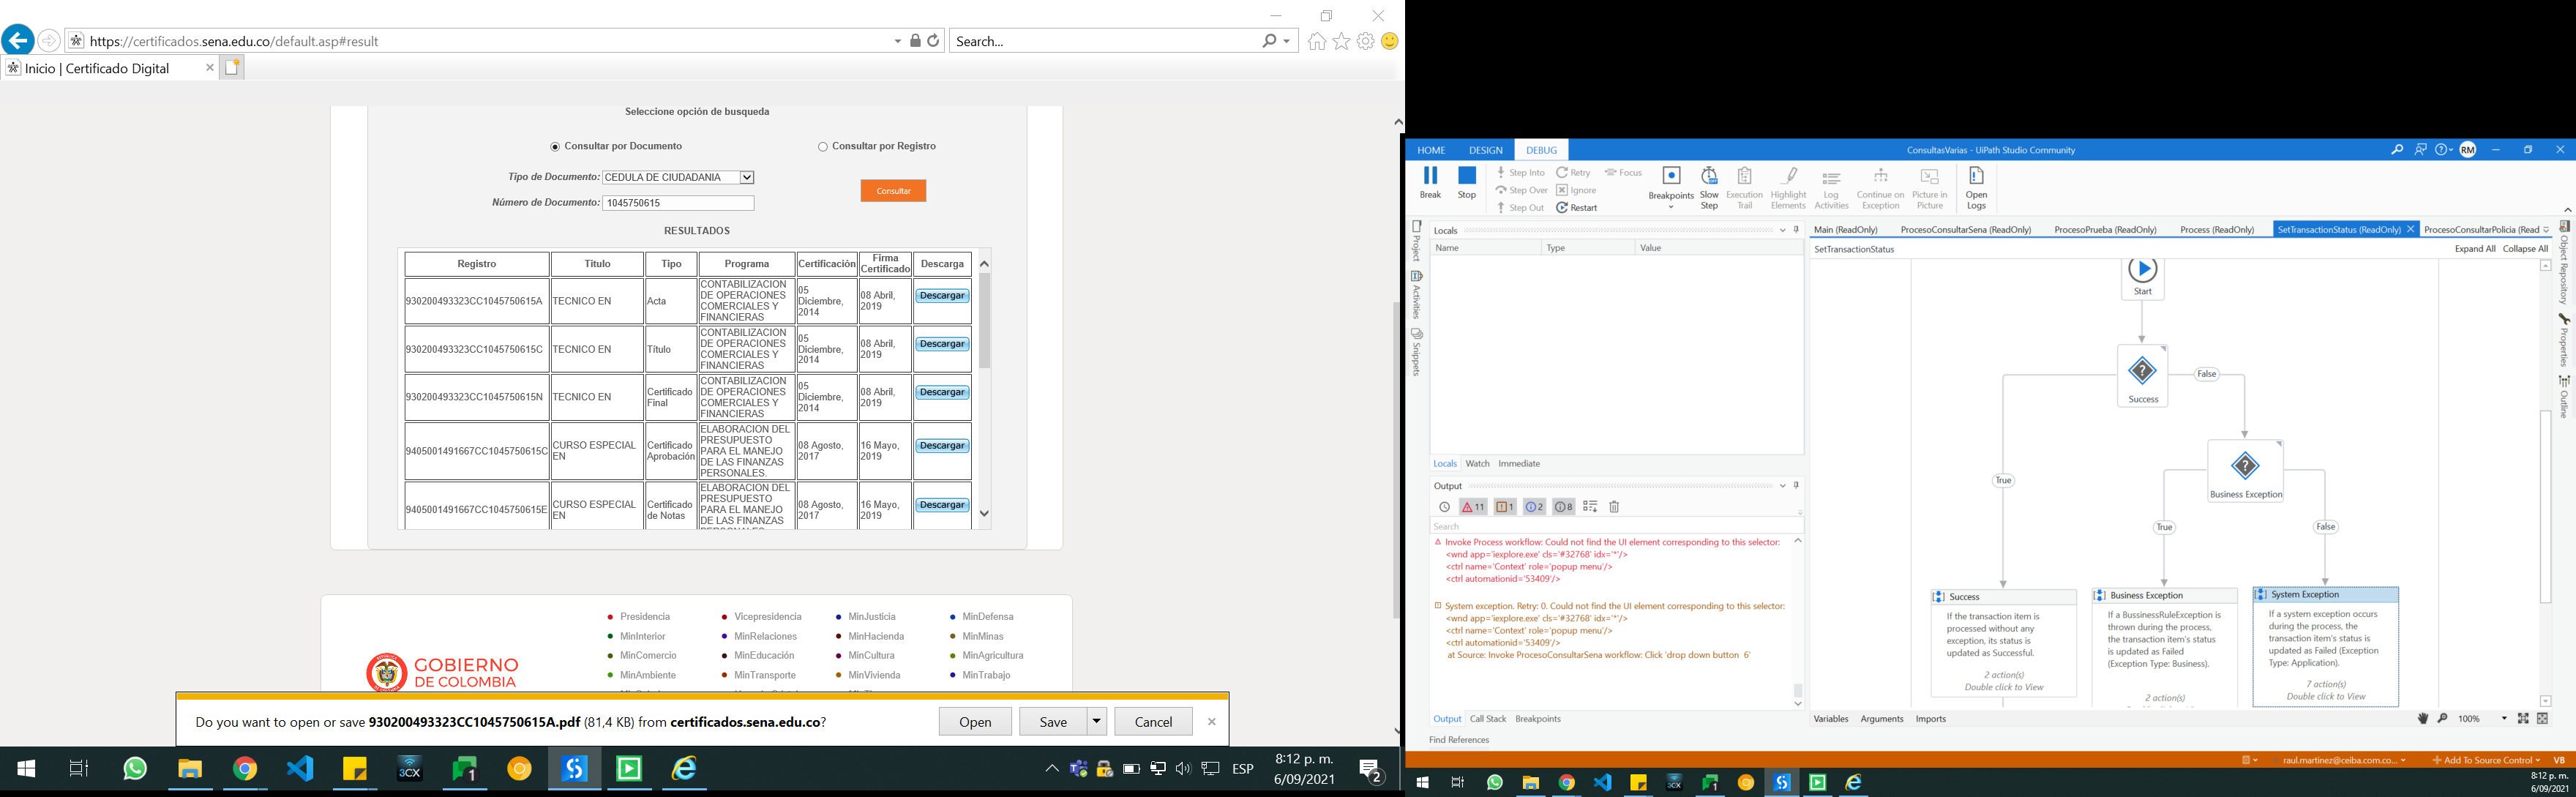 https://certificados.sena.edu.co/default.asp#result
Search...
Inicio | Certificado Digital
Seleccione opción de busqueda
Consultar por Documento
Consultar por Registro
Tipo de Documento: CEDULA DE CIUDADANIA
Consultar
Número de Documento: 1045750615
RESULTADOS
Registro Titulo Tipo Programa Certificación Firma Certificado Descarga
930200493323CC1045750615A TECNICO EN Acta CONTABILIZACION DE OPERACIONES COMERCIALES Y FINANCIERAS 05 Diciembre, 2014 08 Abril, 2019 Descargar
930200493323CC1045750615C TECNICO EN Título CONTABILIZACION DE OPERACIONES COMERCIALES Y FINANCIERAS 05 Diciembre, 2014 08 Abril, 2019 Descargar
930200493323CC1045750615N TECNICO EN Certificado Final CONTABILIZACION DE OPERACIONES COMERCIALES Y FINANCIERAS 05 Diciembre, 2014 08 Abril, 2019 Descargar
9405001491667CC1045750615C CURSO ESPECIAL EN Certificado Aprobación ELABORACION DEL PRESUPUESTO PARA EL MANEJO DE LAS FINANZAS PERSONALES. 08 Agosto, 2017 16 Mayo, 2019 Descargar
9405001491667CC1045750615E CURSO ESPECIAL EN Certificado de Notas ELABORACION DEL PRESUPUESTO PARA EL MANEJO DE LAS FINANZAS 08 Agosto, 2017 16 Mayo, 2019 Descargar
GOBIERNO
DE COLOMBIA
Presidencia Vicepresidencia MinJusticia MinDefensa
MinInterior MinRelaciones MinHacienda MinMinas
MinComercio MinEducación MinCultura MinAgricultura
MinAmbiente MinTransporte MinVivienda MinTrabajo
Do you want to open or save 930200493323CC1045750615A.pdf (81,4 KB) from certificados.sena.edu.co?
Open Save Cancel
3CX
1
ESP
8:12 p. m.
6/09/2021
2
HOME DESIGN DEBUG
ConsultasVarias - UiPath Studio Community
RM
Break
Stop
Step Into
Step Over
Step Out
Retry
Ignore
Restart
Focus
Breakpoints
Slow Step
Execution Trail
Highlight Elements
Log Activities
Continue on Exception
Picture in Picture
Open Logs
Project
Activities
Snippets
Locals
Name Type Value
Locals Watch Immediate
Output
11 1 2 8
Search
Invoke Process workflow: Could not find the UI element corresponding to this selector:
<wnd app='iexplore.exe' cls='#32768' idx='*'/>
<ctrl name='Context' role='popup menu'/>
<ctrl automationid='53409'/>
System exception. Retry: 0. Could not find the UI element corresponding to this selector:
<wnd app='iexplore.exe' cls='#32768' idx='*'/>
<ctrl name='Context' role='popup menu'/>
<ctrl automationid='53409'/>
at Source: Invoke ProcesoConsultarSena workflow: Click 'drop down button 6'
Output Call Stack Breakpoints
Find References
Main (ReadOnly) ProcesoConsultarSena (ReadOnly) ProcesoPrueba (ReadOnly) Process (ReadOnly) SetTransactionStatus (ReadOnly) ProcesoConsultarPolicia (Read
SetTransactionStatus
Expand All Collapse All
Start
Success
False
True
Business Exception
True
False
Success
If the transaction item is
processed without any
exception, its status is
updated as Successful.
2 action(s)
Double click to View
Business Exception
If a BussinessRuleException is
thrown during the process,
the transaction item's status
is updated as Failed
(Exception Type: Business).
2 action(s)
System Exception
If a system exception occurs
during the process, the
transaction item's status is
updated as Failed (Exception
Type: Application).
7 action(s)
Double click to View
Variables Arguments Imports
100%
Object Repository
Properties
Outline
raul.martinez@ceiba.com.co...
Add To Source Control
VB
3CX
1
8:12 p. m.
6/09/2021